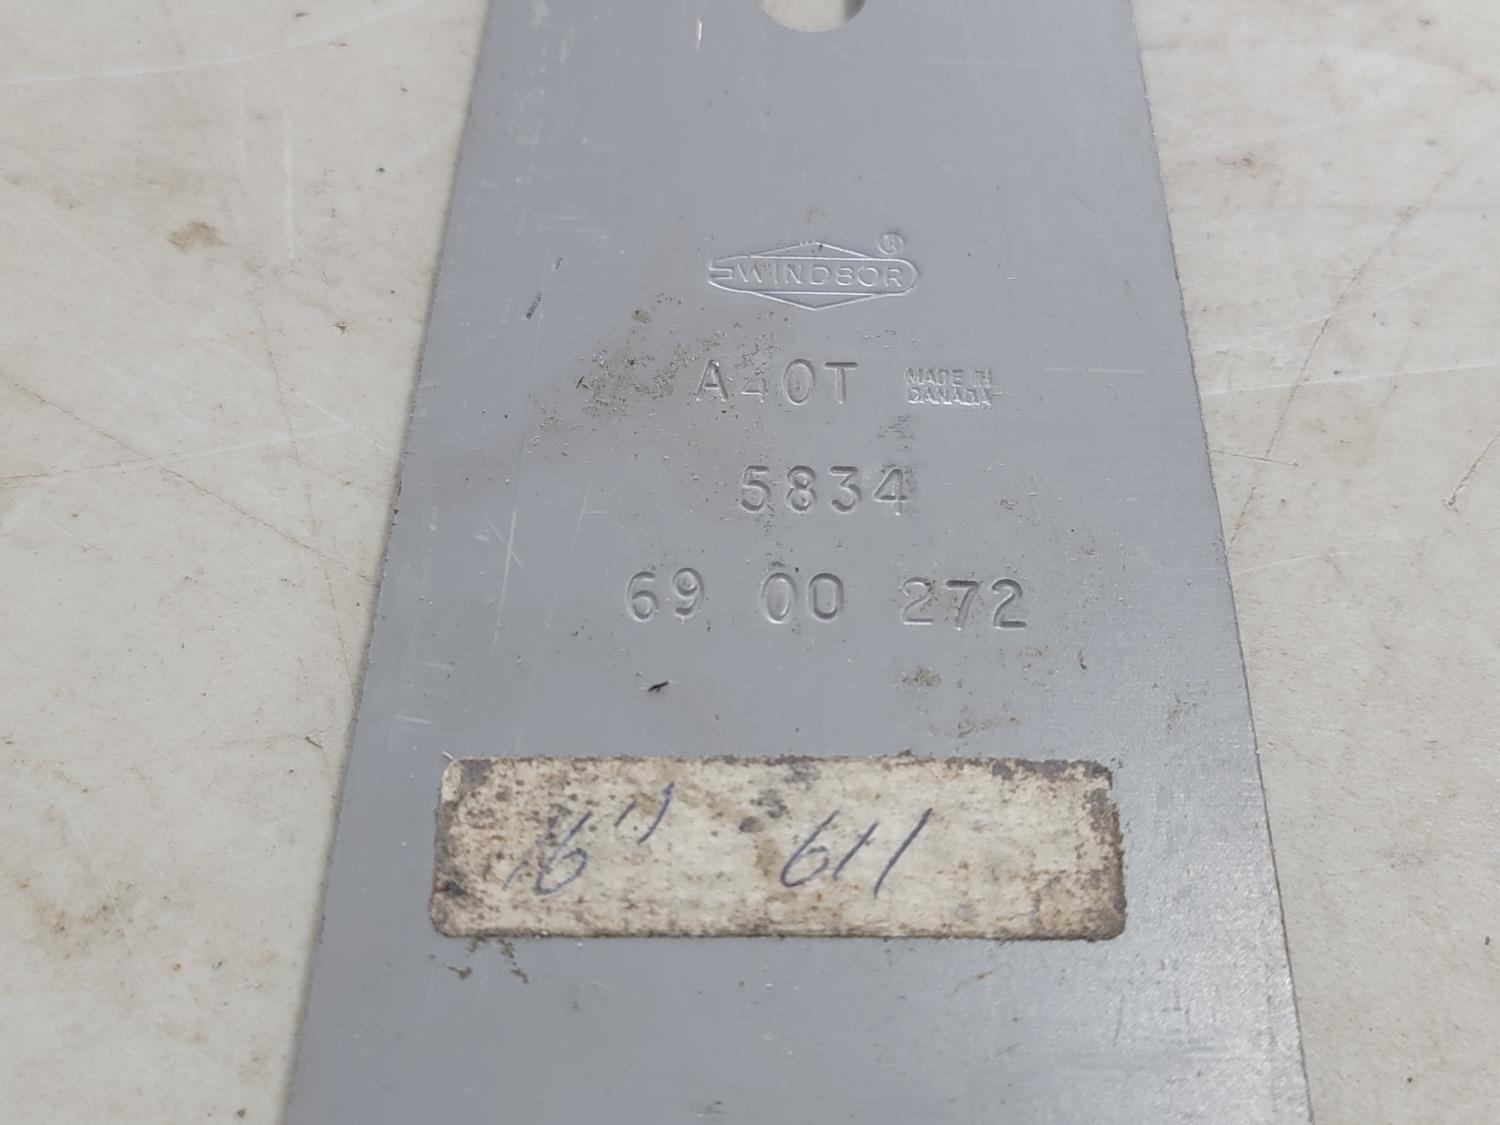 WINDSOR ®
A40T MADE IN CANADA
5834
69 00 272
16" 611